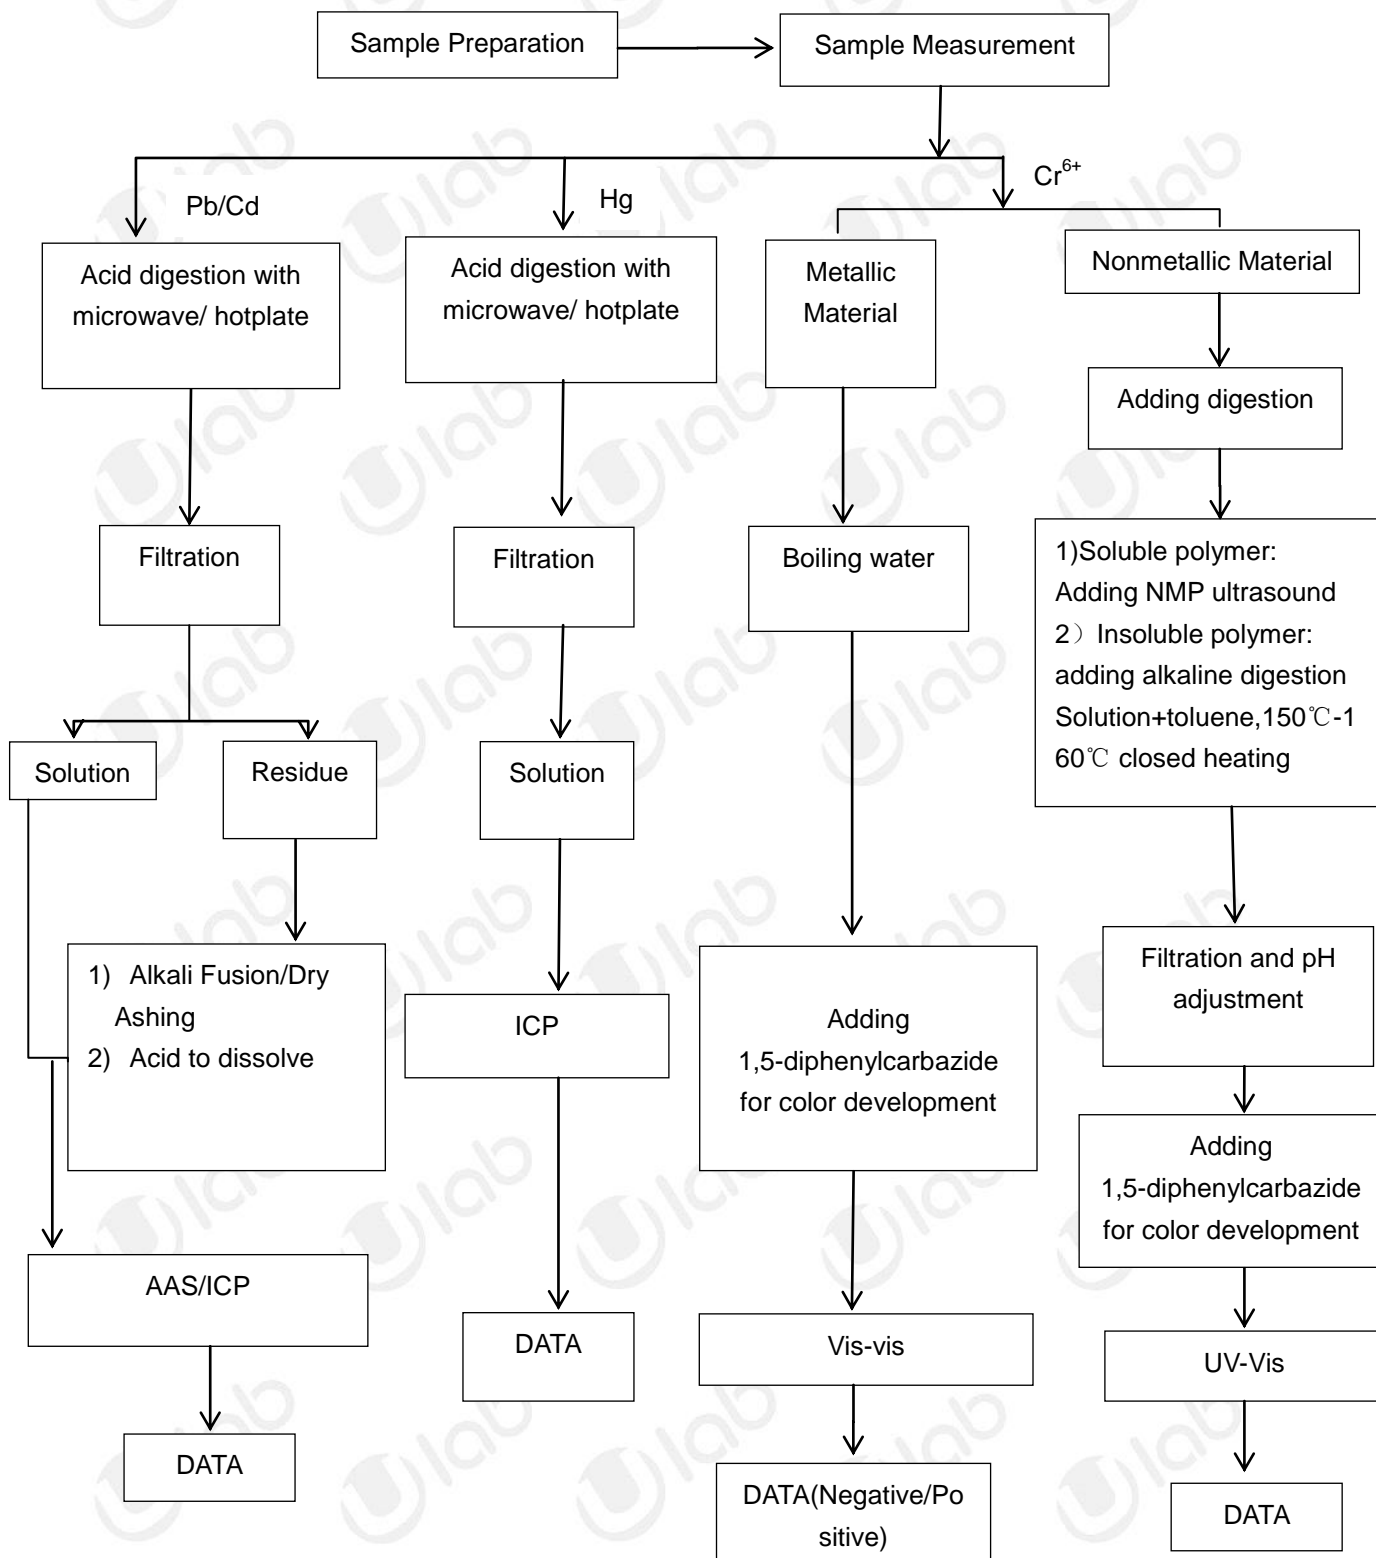 Sample Preparation
Sample Measurement
Pb/Cd
Hg
Cr6+
Acid digestion with
microwave/ hotplate
Acid digestion with
microwave/ hotplate
Metallic
Material
Nonmetallic Material
Adding digestion
Filtration
Filtration
Boiling water
1)Soluble polymer:
Adding NMP ultrasound
2）Insoluble polymer:
adding alkaline digestion
Solution+toluene,150℃-1
60℃ closed heating
Solution
Residue
Solution
1) Alkali Fusion/Dry
Ashing
2) Acid to dissolve
ICP
Adding
1,5-diphenylcarbazide
for color development
Filtration and pH
adjustment
Adding
1,5-diphenylcarbazide
for color development
AAS/ICP
DATA
Vis-vis
UV-Vis
DATA
DATA(Negative/Po
sitive)
DATA
Ulab